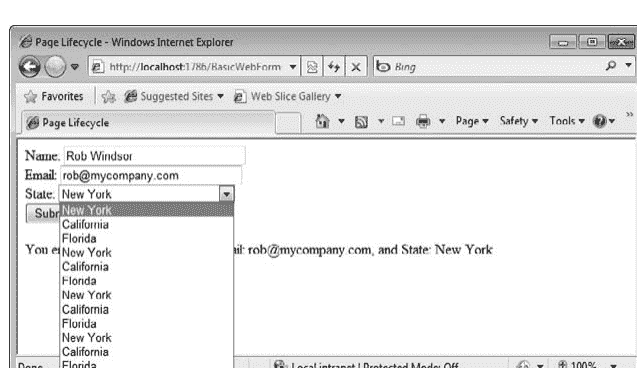 Page Lifecycle - Windows Internet Explorer
http://localhost:1786/BasicWebForm
Bing
Favorites Suggested Sites Web Slice Gallery
Page Lifecycle Page Safety Tools »
Name: Rob Windsor
Email: rob@mycompany.com
State: New York
Subr
New York
California
Florida
You e il: rob@mycompany.com, and State: New York
New York
California
Florida
New York
California
Florida
New York
California
Florida
Done Local intranet | Protected Mode: Off 100%